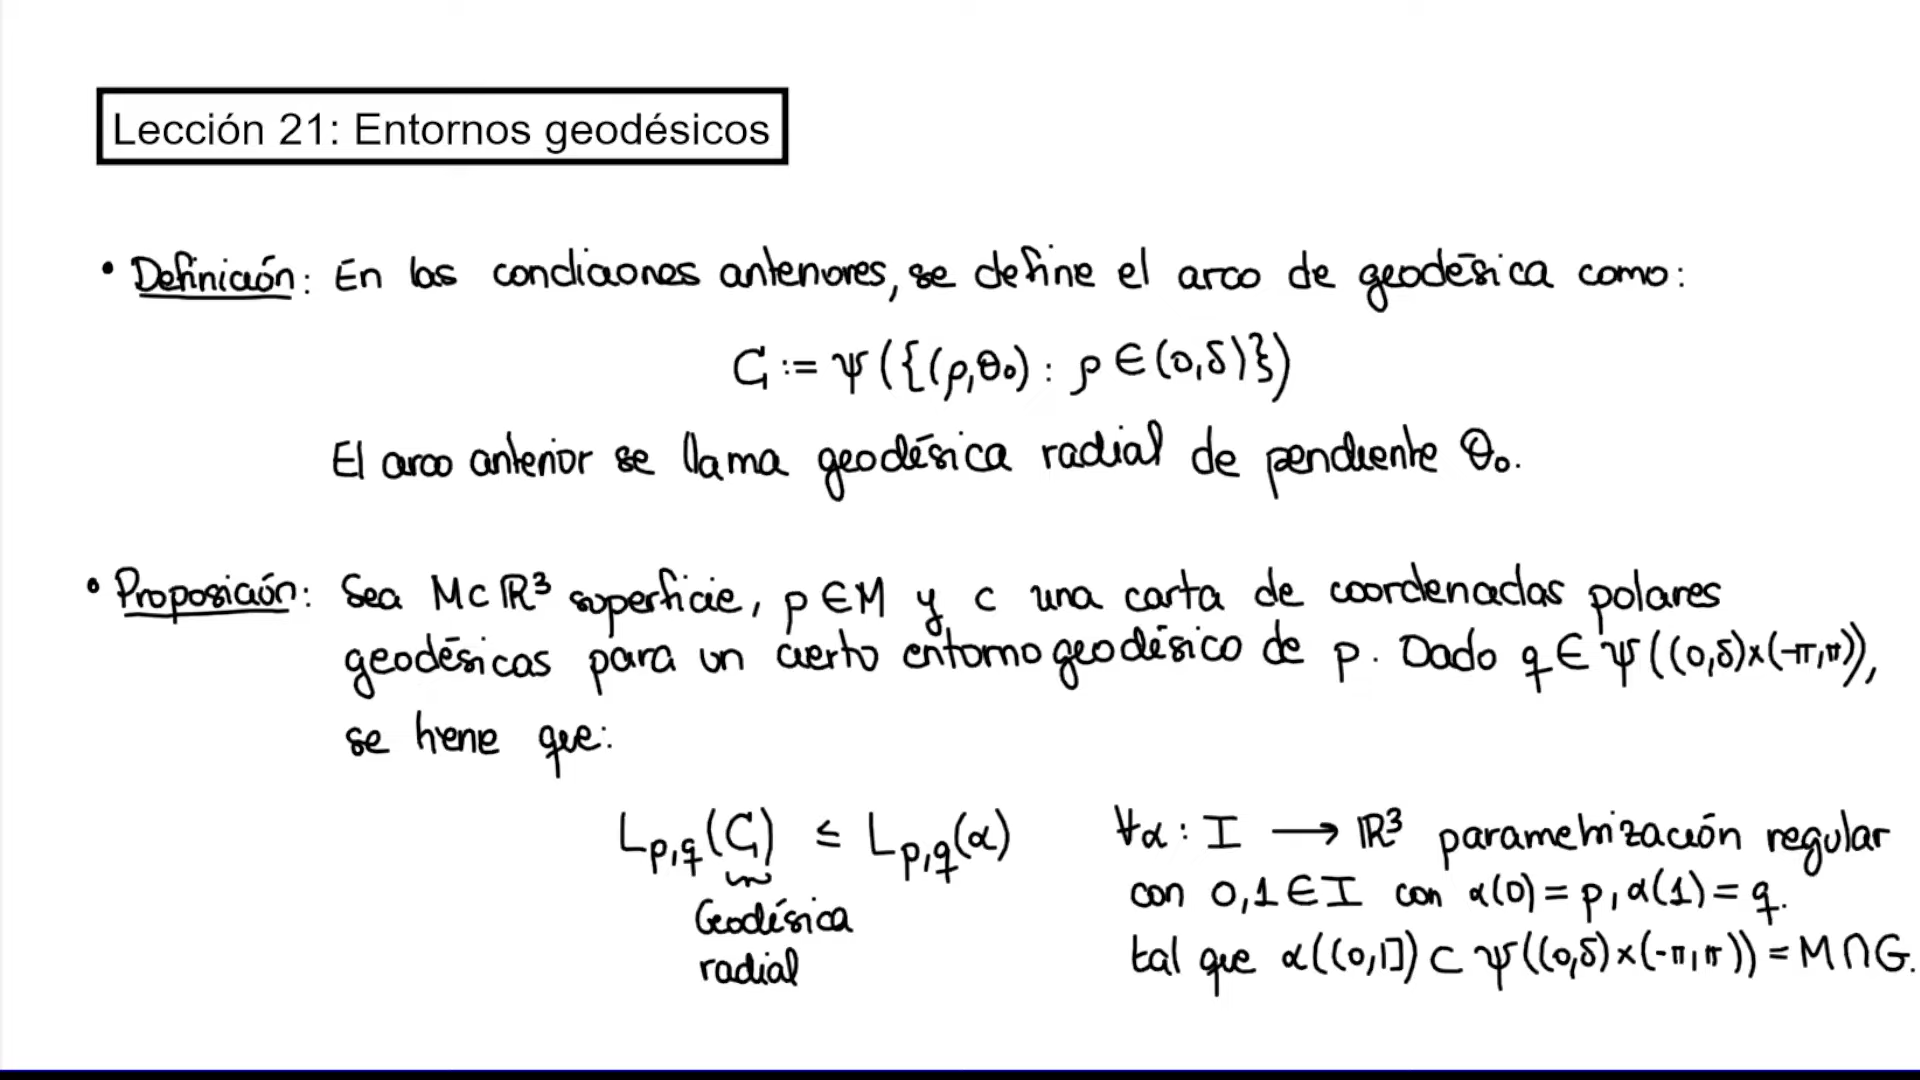 Lección 21: Entornos geodésicos
• Definición: En las condiciones anteriores, se define el arco de geodésica como:
C := ψ({(ρ,θ₀) : ρ ∈ (0,δ)})
El arco anterior se llama geodésica radial de pendiente θ₀.
• Proposición: Sea M ⊂ ℝ³ superficie, p ∈ M y c una carta de coordenadas polares
geodésicas para un cierto entorno geodésico de p. Dado q ∈ ψ((0,δ)×(-π,π)),
se tiene que:
L_{p,q}(C) ≤ L_{p,q}(α) ∀α : I → ℝ³ parametrización regular
con 0,1 ∈ I con α(0) = p, α(1) = q.
Geodésica
radial
tal que α((0,1]) ⊂ ψ((0,δ)×(-π,π)) = M∩G.